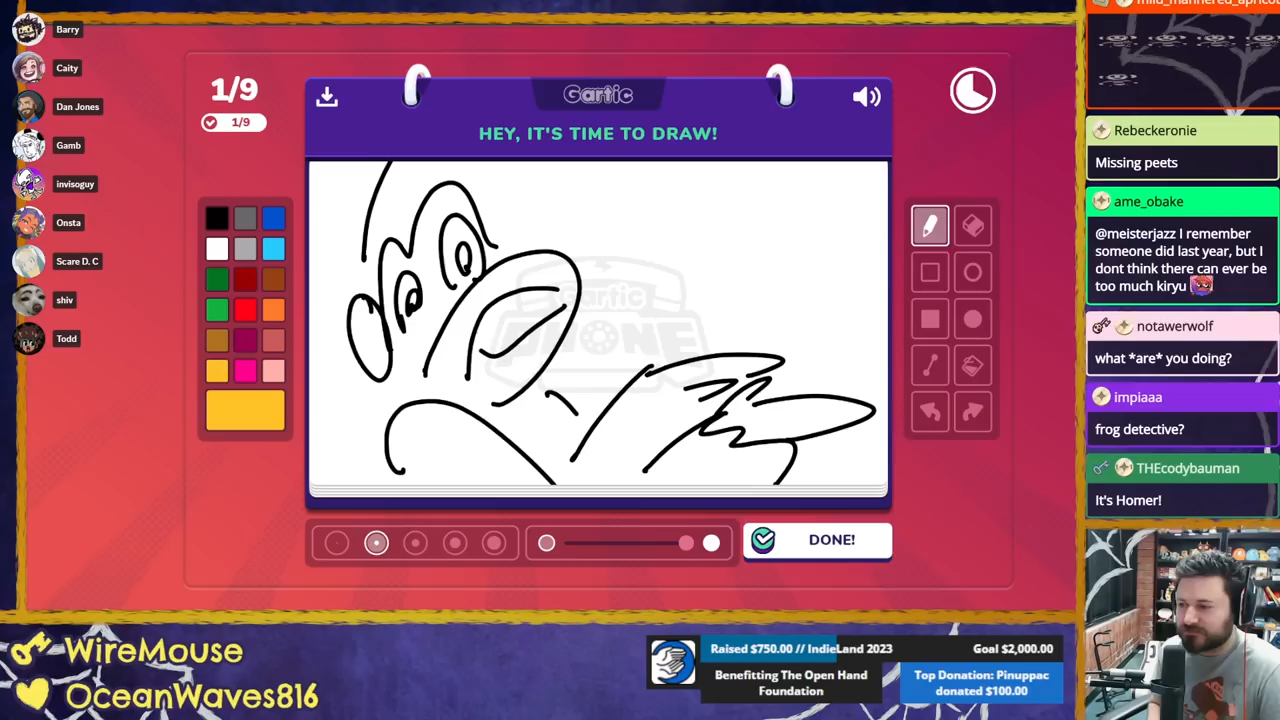 Barry
Caity
Dan Jones
Gamb
invisoguy
Onsta
Scare D. C
shiv
Todd
1/9
1/9
Gartic
HEY, IT'S TIME TO DRAW!
Gartic
PHONE
DONE!
Rebeckeronie
Missing peets
ame_obake
@meisterjazz I remember
someone did last year, but I
dont think there can ever be
too much kiryu
notawerwolf
what *are* you doing?
impiaaa
frog detective?
THEcodybauman
It's Homer!
WireMouse
OceanWaves816
Raised $750.00 // IndieLand 2023
Goal $2,000.00
Benefitting The Open Hand
Foundation
Top Donation: Pinuppac
donated $100.00